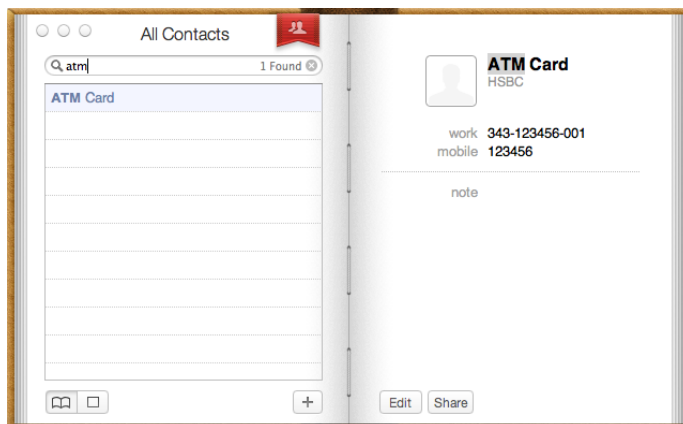 All Contacts
atm
1 Found
ATM Card
ATM Card
HSBC
work 343-123456-001
mobile 123456
note
Edit
Share